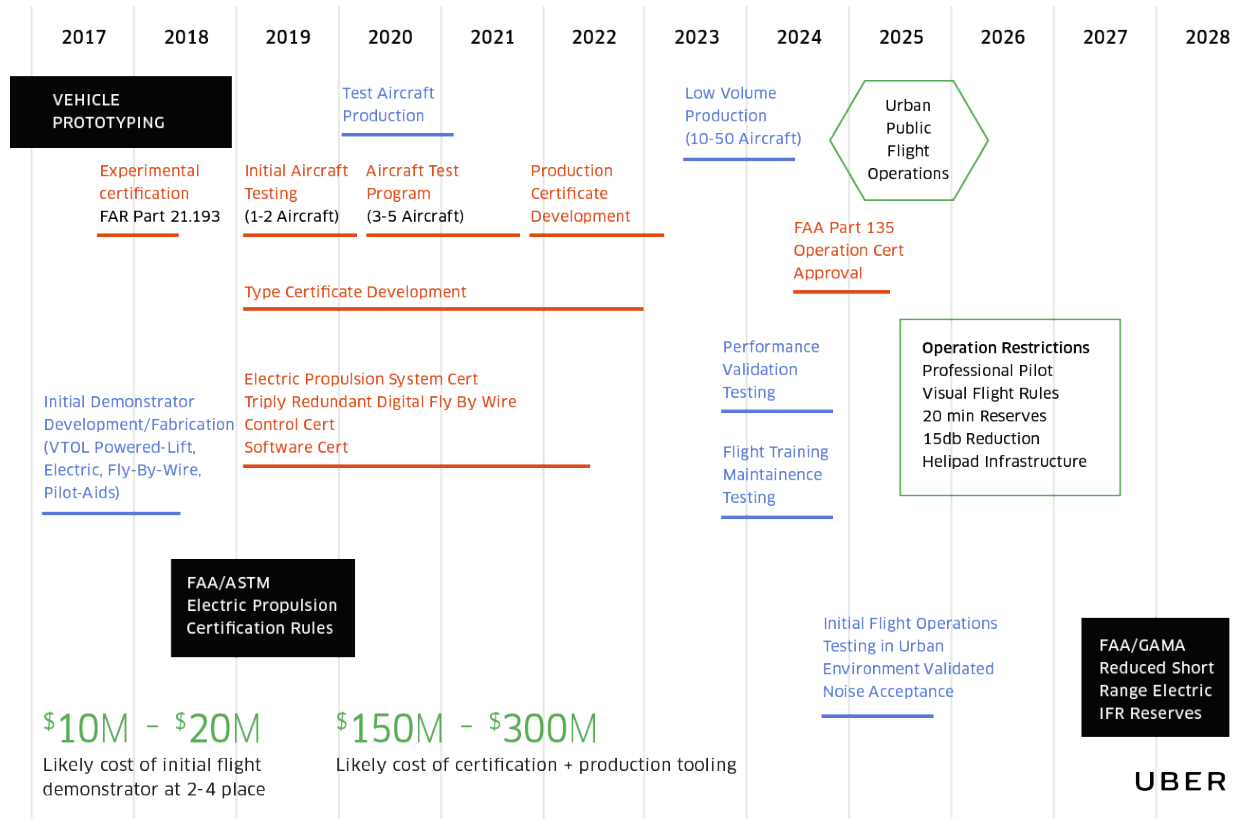 2017 2018 2019 2020 2021 2022 2023 2024 2025 2026 2027 2028
VEHICLE
PROTOTYPING
Test Aircraft
Production
Low Volume
Production
(10-50 Aircraft)
Urban
Public
Flight
Operations
Experimental
certification
FAR Part 21.193
Initial Aircraft
Testing
(1-2 Aircraft)
Aircraft Test
Program
(3-5 Aircraft)
Production
Certificate
Development
FAA Part 135
Operation Cert
Approval
Type Certificate Development
Performance
Validation
Testing
Operation Restrictions
Professional Pilot
Visual Flight Rules
20 min Reserves
15db Reduction
Helipad Infrastructure
Initial Demonstrator
Development/Fabrication
(VTOL Powered-Lift,
Electric, Fly-By-Wire,
Pilot-Aids)
Electric Propulsion System Cert
Triply Redundant Digital Fly By Wire
Control Cert
Software Cert
Flight Training
Maintainence
Testing
FAA/ASTM
Electric Propulsion
Certification Rules
Initial Flight Operations
Testing in Urban
Environment Validated
Noise Acceptance
FAA/GAMA
Reduced Short
Range Electric
IFR Reserves
$10M - $20M
Likely cost of initial flight
demonstrator at 2-4 place
$150M - $300M
Likely cost of certification + production tooling
UBER